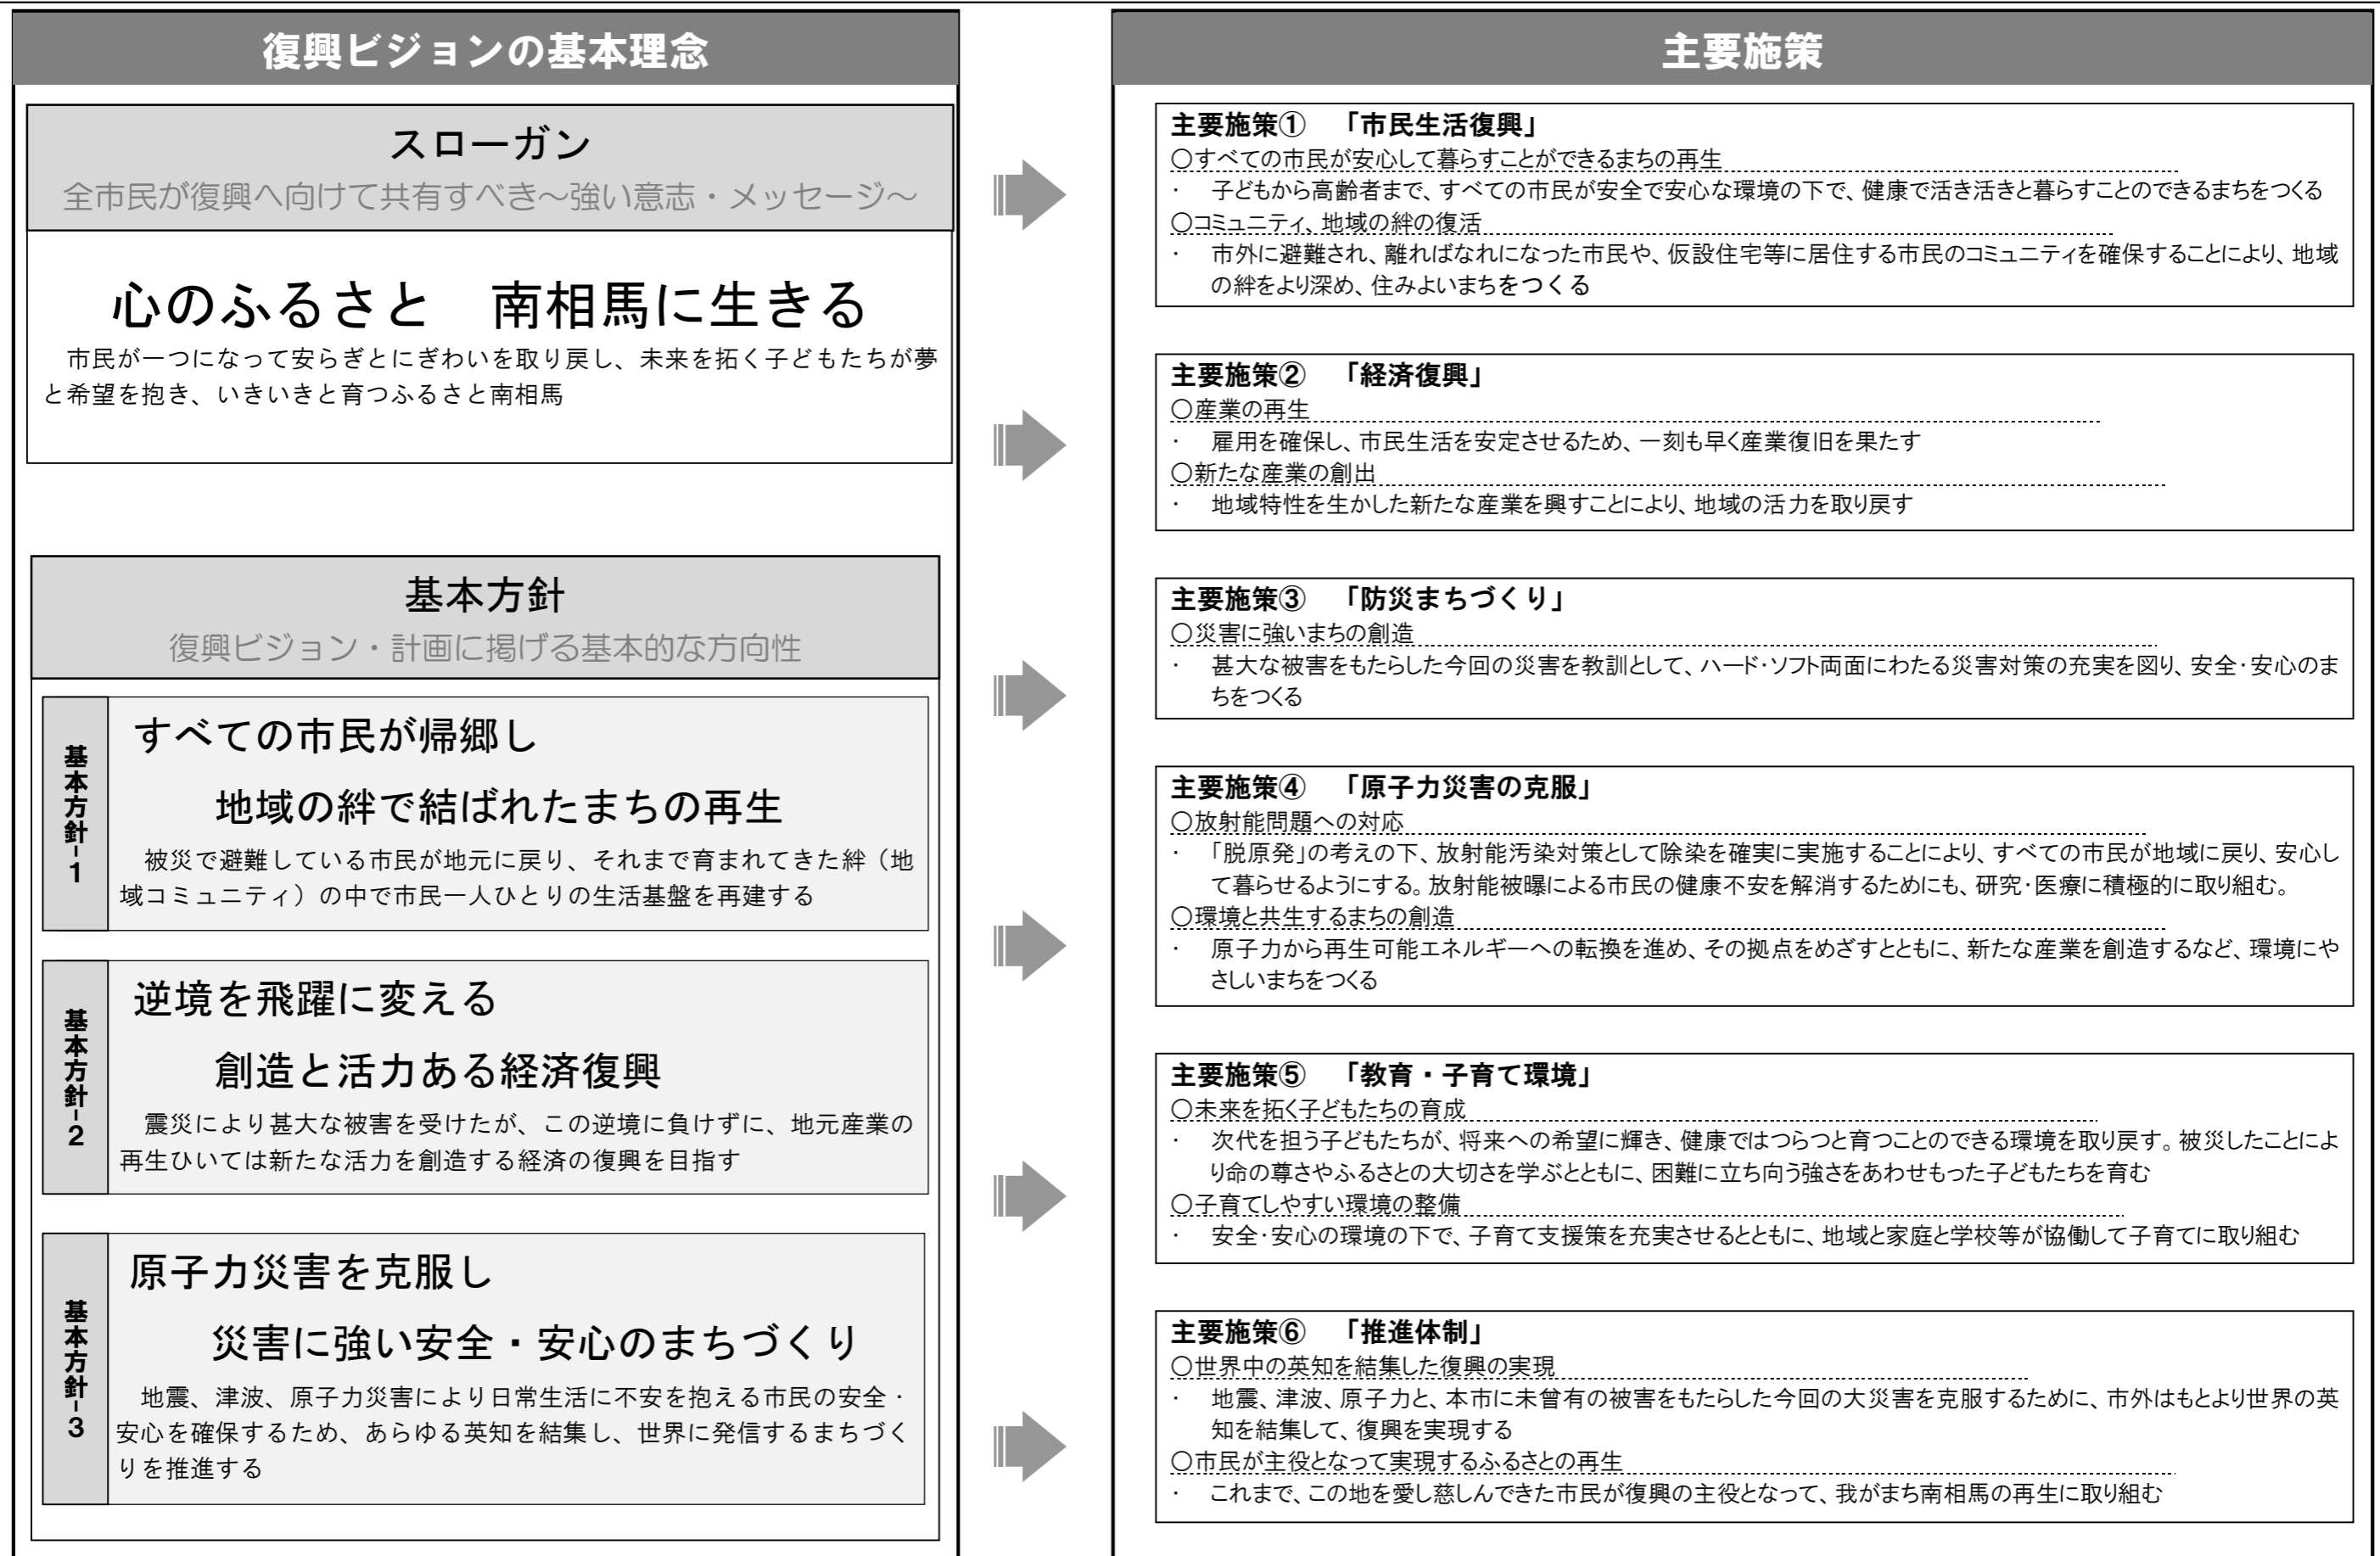 復興ビジョンの基本理念
スローガン
全市民が復興へ向けて共有すべき～強い意志・メッセージ～
心のふるさと　南相馬に生きる
市民が一つになって安らぎとにぎわいを取り戻し、未来を拓く子どもたちが夢
と希望を抱き、いきいきと育つふるさと南相馬
基本方針
復興ビジョン・計画に掲げる基本的な方向性
基本方針-1
すべての市民が帰郷し
地域の絆で結ばれたまちの再生
被災で避難している市民が地元に戻り、それまで育まれてきた絆（地
域コミュニティ）の中で市民一人ひとりの生活基盤を再建する
基本方針-2
逆境を飛躍に変える
創造と活力ある経済復興
震災により甚大な被害を受けたが、この逆境に負けずに、地元産業の
再生ひいては新たな活力を創造する経済の復興を目指す
基本方針-3
原子力災害を克服し
災害に強い安全・安心のまちづくり
地震、津波、原子力災害により日常生活に不安を抱える市民の安全・
安心を確保するため、あらゆる英知を結集し、世界に発信するまちづく
りを推進する
主要施策
主要施策①　「市民生活復興」
○すべての市民が安心して暮らすことができるまちの再生
・　子どもから高齢者まで、すべての市民が安全で安心な環境の下で、健康で活き活きと暮らすことのできるまちをつくる
○コミュニティ、地域の絆の復活
・　市外に避難され、離ればなれになった市民や、仮設住宅等に居住する市民のコミュニティを確保することにより、地域
の絆をより深め、住みよいまちをつくる
主要施策②　「経済復興」
○産業の再生
・　雇用を確保し、市民生活を安定させるため、一刻も早く産業復旧を果たす
○新たな産業の創出
・　地域特性を生かした新たな産業を興すことにより、地域の活力を取り戻す
主要施策③　「防災まちづくり」
○災害に強いまちの創造
・　甚大な被害をもたらした今回の災害を教訓として、ハード・ソフト両面にわたる災害対策の充実を図り、安全・安心のま
ちをつくる
主要施策④　「原子力災害の克服」
○放射能問題への対応
・　「脱原発」の考えの下、放射能汚染対策として除染を確実に実施することにより、すべての市民が地域に戻り、安心し
て暮らせるようにする。放射能被曝による市民の健康不安を解消するためにも、研究・医療に積極的に取り組む。
○環境と共生するまちの創造
・　原子力から再生可能エネルギーへの転換を進め、その拠点をめざすとともに、新たな産業を創造するなど、環境にや
さしいまちをつくる
主要施策⑤　「教育・子育て環境」
○未来を拓く子どもたちの育成
・　次代を担う子どもたちが、将来への希望に輝き、健康ではつらつと育つことのできる環境を取り戻す。被災したことによ
り命の尊さやふるさとの大切さを学ぶとともに、困難に立ち向う強さをあわせもった子どもたちを育む
○子育てしやすい環境の整備
・　安全・安心の環境の下で、子育て支援策を充実させるとともに、地域と家庭と学校等が協働して子育てに取り組む
主要施策⑥　「推進体制」
○世界中の英知を結集した復興の実現
・　地震、津波、原子力と、本市に未曾有の被害をもたらした今回の大災害を克服するために、市外はもとより世界の英
知を結集して、復興を実現する
○市民が主役となって実現するふるさとの再生
・　これまで、この地を愛し慈しんできた市民が復興の主役となって、我がまち南相馬の再生に取り組む